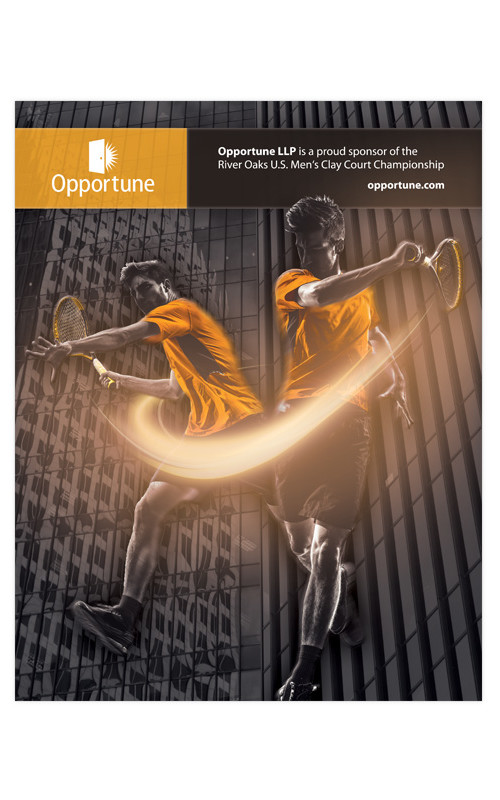 Opportune
Opportune LLP is a proud sponsor of the
River Oaks U.S. Men's Clay Court Championship
opportune.com